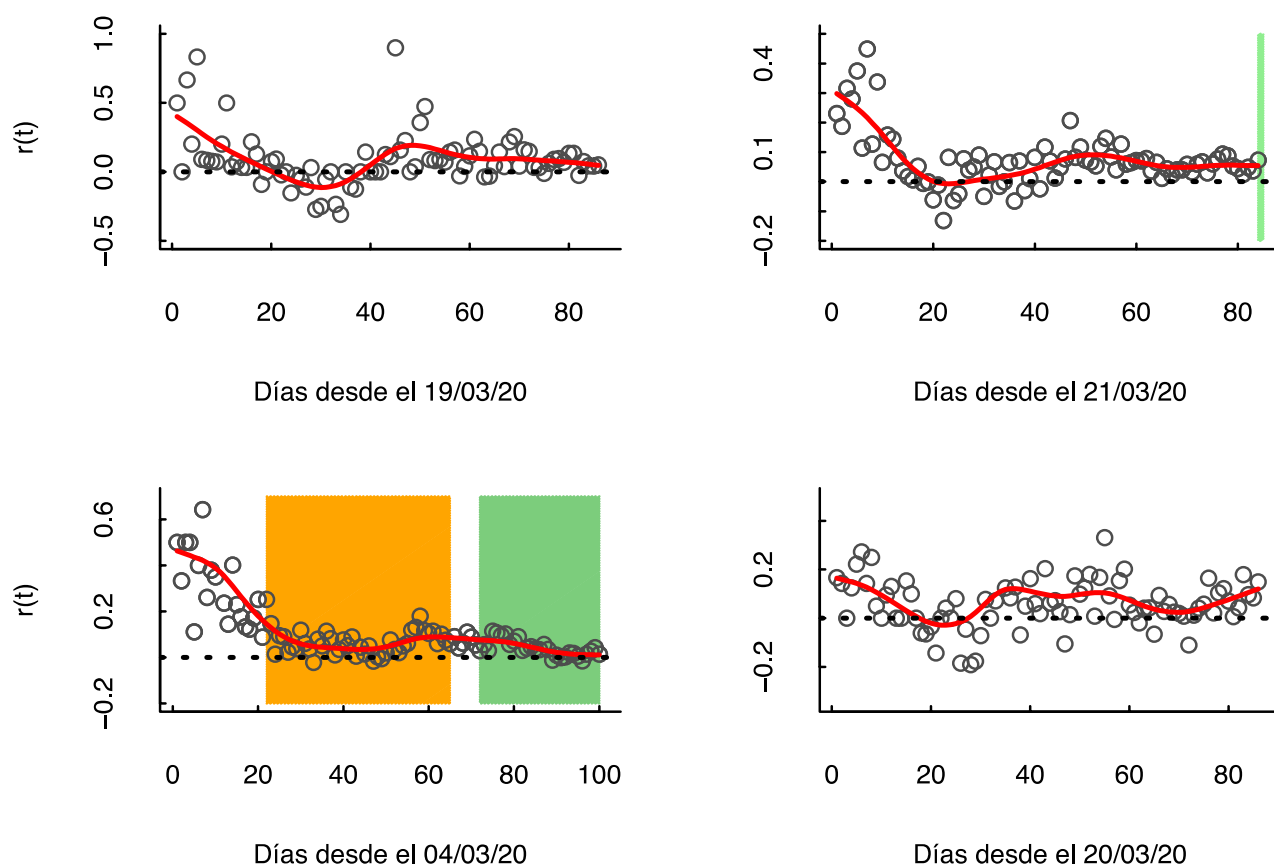 1.0
0.5
0.0
−0.5
r(t)
0 20 40 60 80
Días desde el 19/03/20
0.4
0.1
−0.2
0 20 40 60 80
Días desde el 21/03/20
0.6
0.2
−0.2
r(t)
0 20 40 60 80 100
Días desde el 04/03/20
0.2
−0.2
0 20 40 60 80
Días desde el 20/03/20